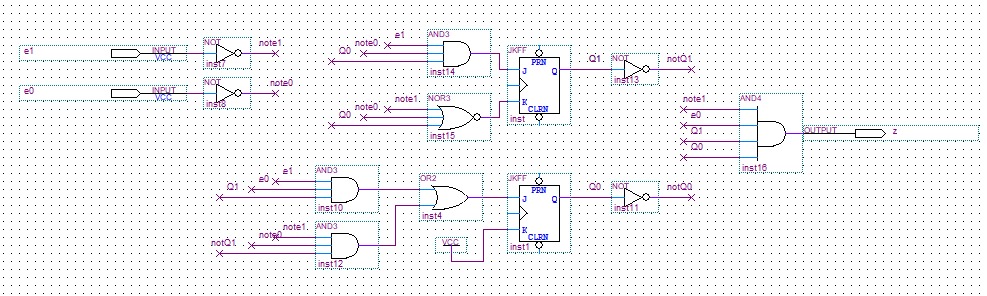 e1
INPUT
VCC
NOT
inst7
note1
e0
INPUT
VCC
NOT
inst8
note0
e1
note0
Q0
AND3
inst14
note1
note0
Q0
NOR3
inst15
JKFF
PRN
J
Q
K
CLRN
inst
Q1
NOT
inst13
notQ1
note1
e0
Q1
Q0
AND4
inst16
OUTPUT
z
e1
e0
Q1
AND3
inst10
note1
note0
notQ1
AND3
inst12
OR2
inst4
VCC
JKFF
PRN
J
Q
K
CLRN
inst1
Q0
NOT
inst11
notQ0